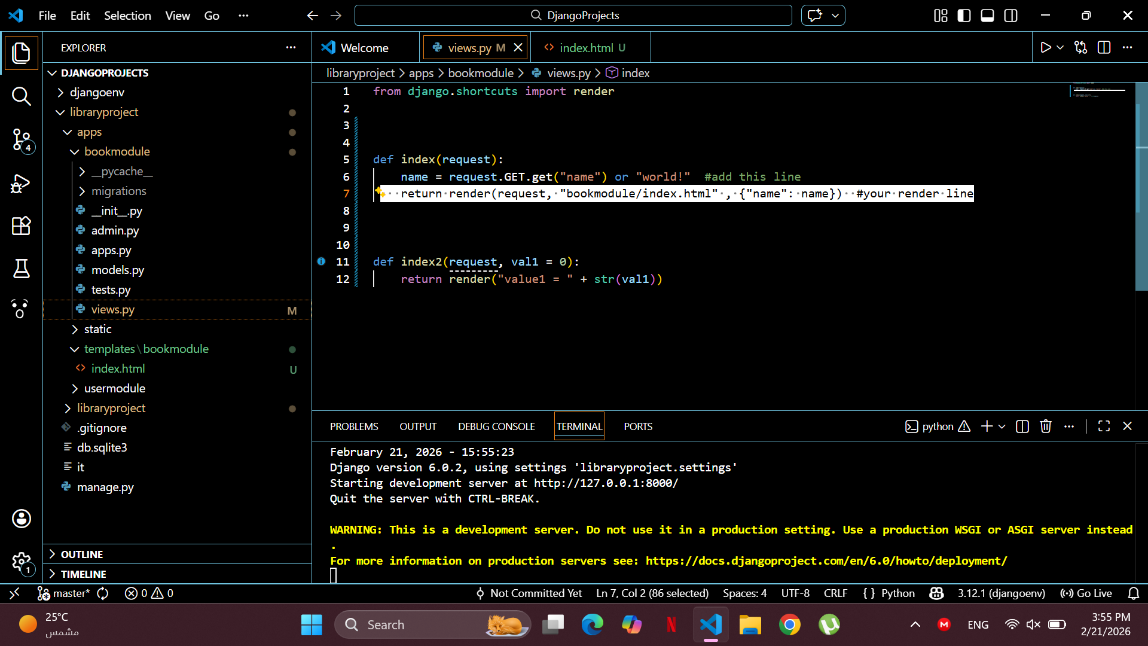 File Edit Selection View Go ··· DjangoProjects
EXPLORER ···
DJANGOPROJECTS
djangoenv
libraryproject
apps
bookmodule
__pycache__
migrations
__init__.py
admin.py
apps.py
models.py
tests.py
views.py M
static
templates\bookmodule
index.html U
usermodule
libraryproject
.gitignore
db.sqlite3
it
manage.py
OUTLINE
TIMELINE
4
1
Welcome views.py M index.html U
libraryproject > apps > bookmodule > views.py > index
1 from django.shortcuts import render
2
3
4
5 def index(request):
6 name = request.GET.get("name") or "world!" #add this line
7 return render(request, "bookmodule/index.html" , {"name": name}) #your render line
8
9
10
11 def index2(request, val1 = 0):
12 return render("value1 = " + str(val1))
PROBLEMS OUTPUT DEBUG CONSOLE TERMINAL PORTS python
February 21, 2026 - 15:55:23
Django version 6.0.2, using settings 'libraryproject.settings'
Starting development server at http://127.0.0.1:8000/
Quit the server with CTRL-BREAK.
WARNING: This is a development server. Do not use it in a production setting. Use a production WSGI or ASGI server instead
.
For more information on production servers see: https://docs.djangoproject.com/en/6.0/howto/deployment/
master* 0 0 Not Committed Yet Ln 7, Col 2 (86 selected) Spaces: 4 UTF-8 CRLF { } Python 3.12.1 (djangoenv) Go Live
25°C
مشمس
Search
ENG
3:55 PM
2/21/2026